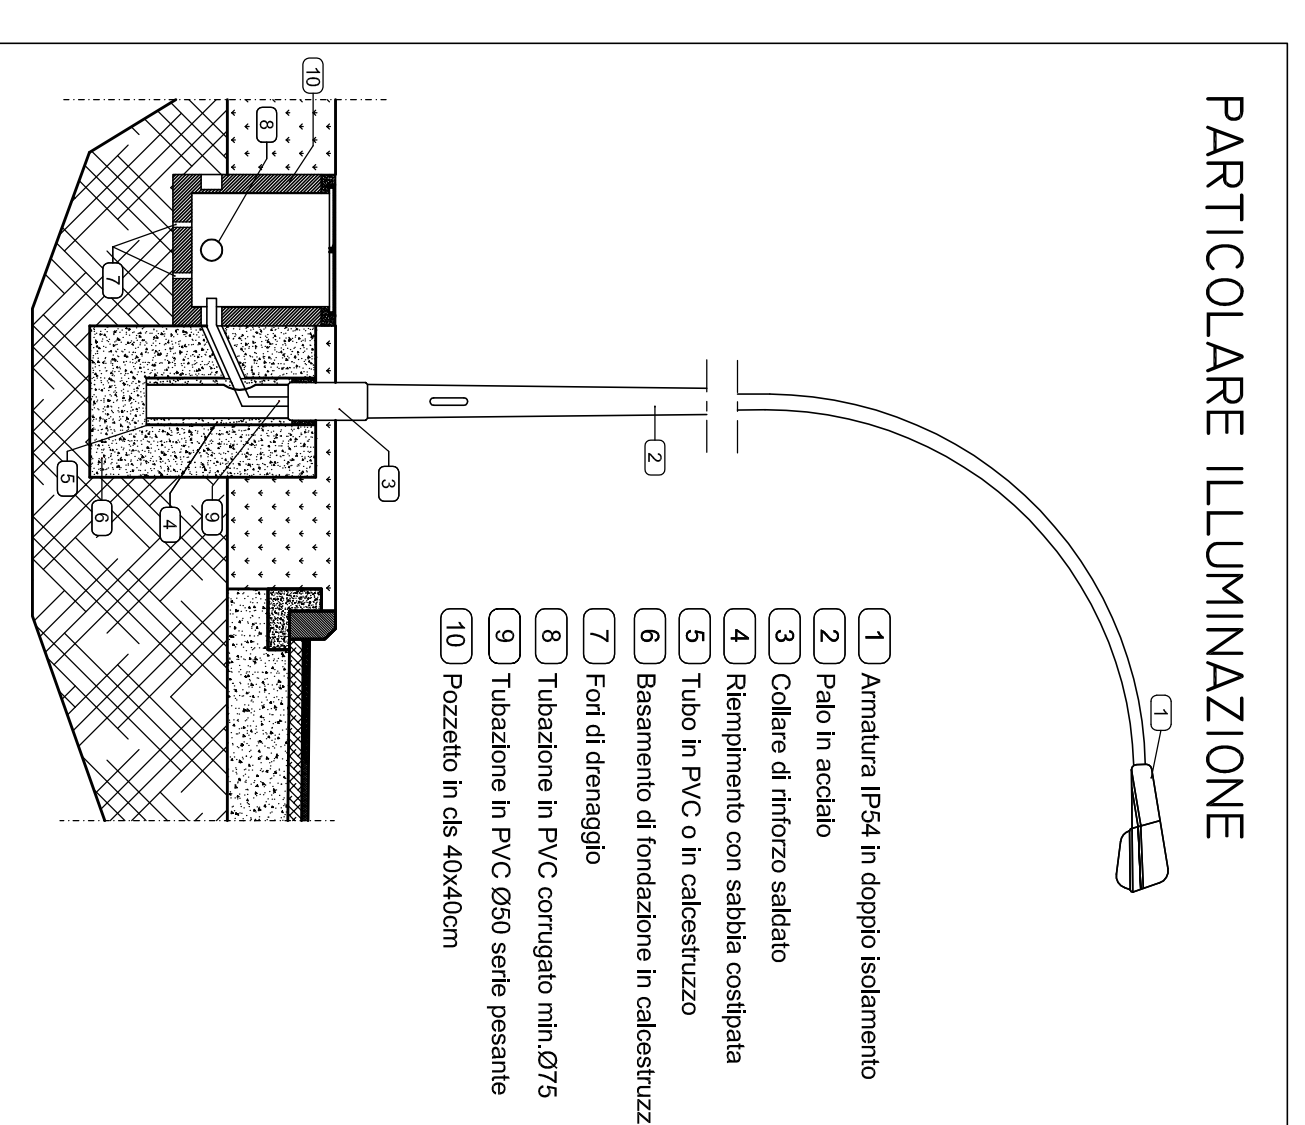 PARTICOLARE ILLUMINAZIONE
1
2
3
10
8
7
5
6
4
9
1 Armatura IP54 in doppio isolamento
2 Palo in acciaio
3 Collare di rinforzo saldato
4 Riempimento con sabbia costipata
5 Tubo in PVC o in calcestruzzo
6 Basamento di fondazione in calcestruzz
7 Fori di drenaggio
8 Tubazione in PVC corrugato min.Ø75
9 Tubazione in PVC Ø50 serie pesante
10 Pozzetto in cls 40x40cm